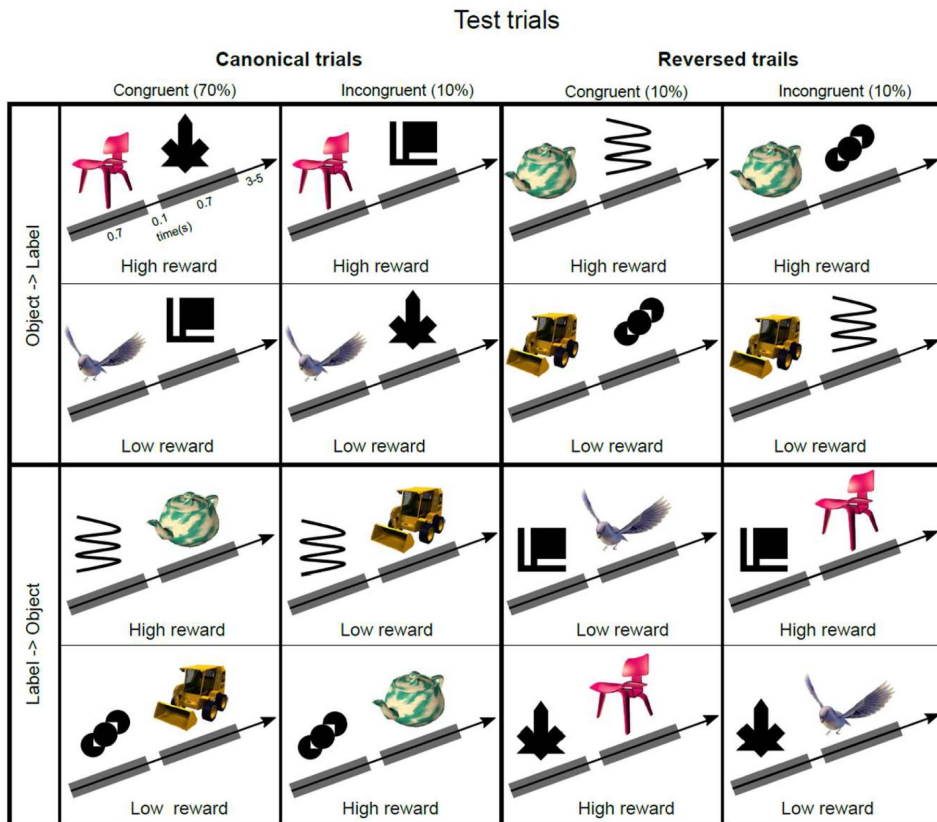 Test trials
Canonical trials
Reversed trails
Congruent (70%)
Incongruent (10%)
Congruent (10%)
Incongruent (10%)
Object -> Label
0.7
0.1
0.7
3-5
time(s)
High reward
High reward
High reward
High reward
Low reward
Low reward
Low reward
Low reward
Label -> Object
High reward
Low reward
Low reward
High reward
Low reward
High reward
High reward
Low reward